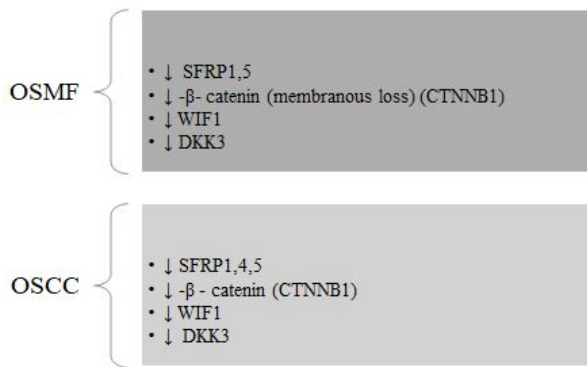 OSMF
• ↓ SFRP1,5
• ↓ -β- catenin (membranous loss) (CTNNB1)
• ↓ WIF1
• ↓ DKK3
OSCC
• ↓ SFRP1,4,5
• ↓ -β - catenin (CTNNB1)
• ↓ WIF1
• ↓ DKK3